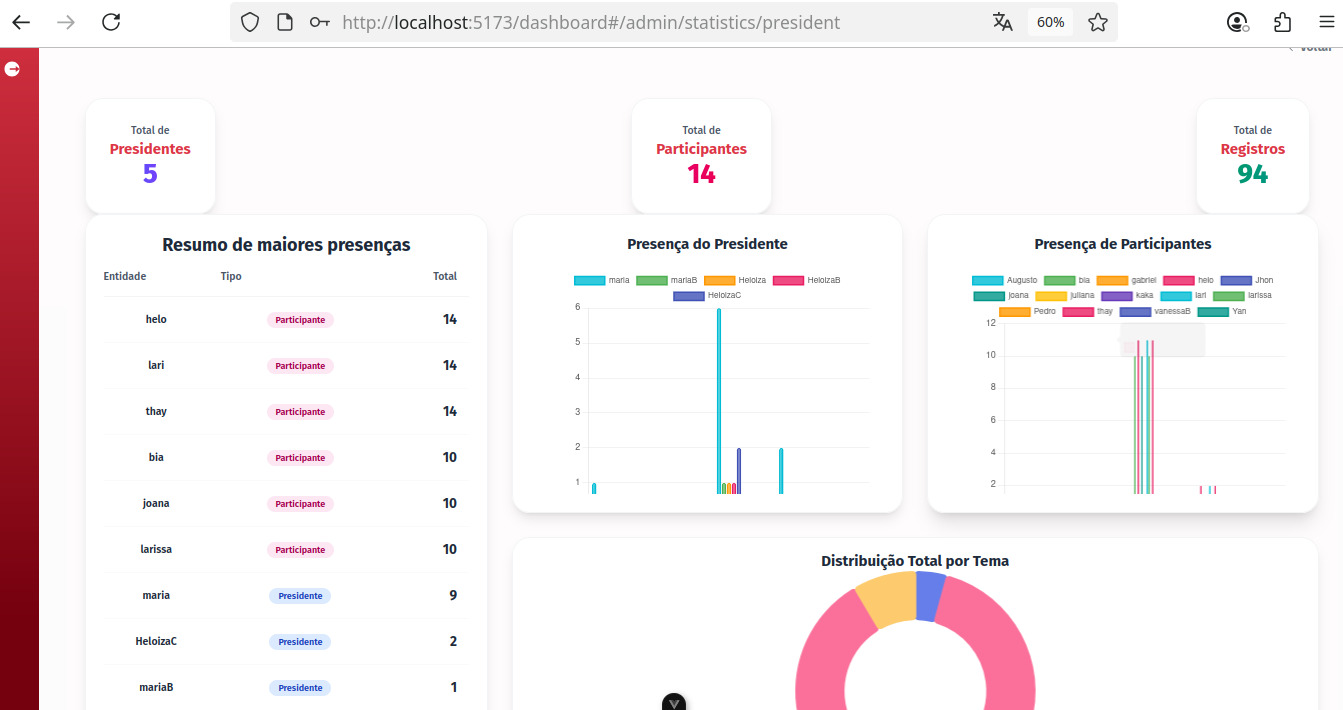 http://localhost:5173/dashboard#/admin/statistics/president
60%
Voltar
Total de
Presidentes
5
Total de
Participantes
14
Total de
Registros
94
Resumo de maiores presenças
Entidade Tipo Total
helo Participante 14
lari Participante 14
thay Participante 14
bia Participante 10
joana Participante 10
larissa Participante 10
maria Presidente 9
HeloizaC Presidente 2
mariaB Presidente 1
Presença do Presidente
maria mariaB Heloiza HeloizaB
HeloizaC
6
5
4
3
2
1
Presença de Participantes
Augusto bia gabriel helo Jhon
joana juliana kaka lari larissa
Pedro thay vanessaB Yan
12
10
8
6
4
2
Distribuição Total por Tema